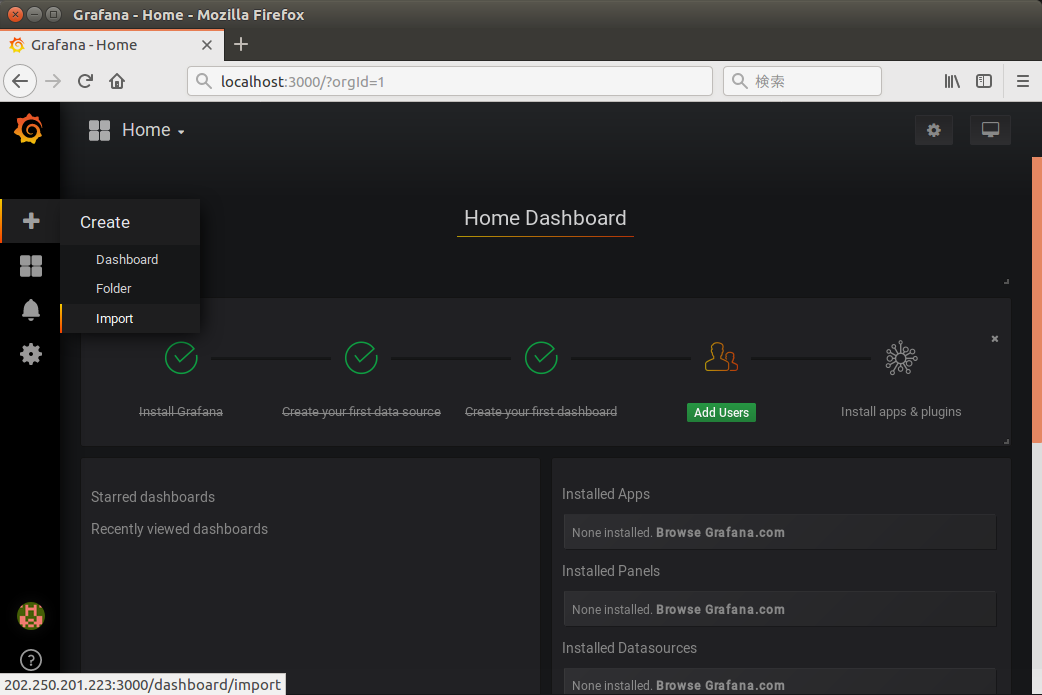 Grafana - Home - Mozilla Firefox
Grafana - Home
localhost:3000/?orgId=1
検索
Home
Create
Dashboard
Folder
Import
Home Dashboard
Install Grafana
Create your first data source
Create your first dashboard
Add Users
Install apps & plugins
Starred dashboards
Recently viewed dashboards
Installed Apps
None installed. Browse Grafana.com
Installed Panels
None installed. Browse Grafana.com
Installed Datasources
None installed. Browse Grafana.com
202.250.201.223:3000/dashboard/import